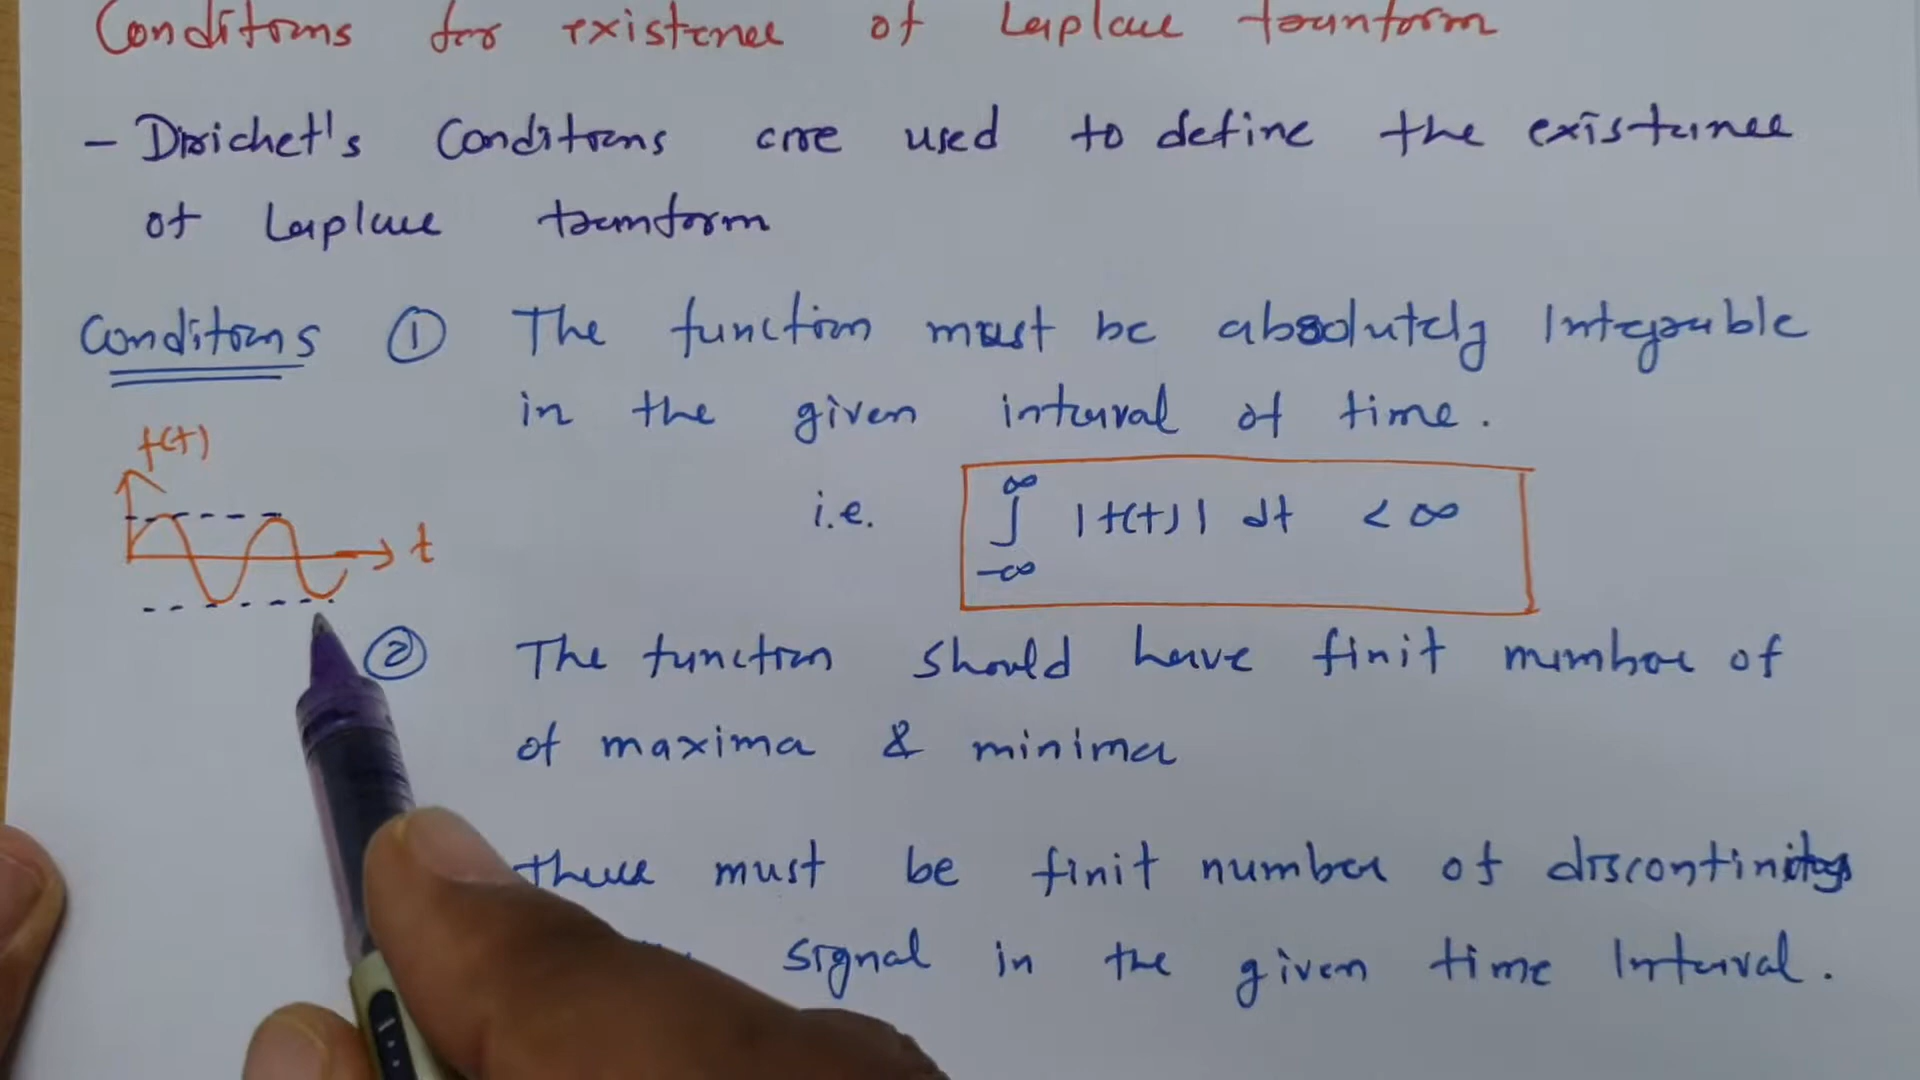 Conditions for existence of Laplace transform
- Dirichet's Conditions are used to define the existence
of Laplace transform
Conditions ① The function must be absolutely Integrable
in the given interval of time.
f(t)
t
i.e. ∫_{-∞}^{∞} |f(t)| dt < ∞
② The function should have finit number of
of maxima & minima
there must be finit number of
signal in the given time Interval.